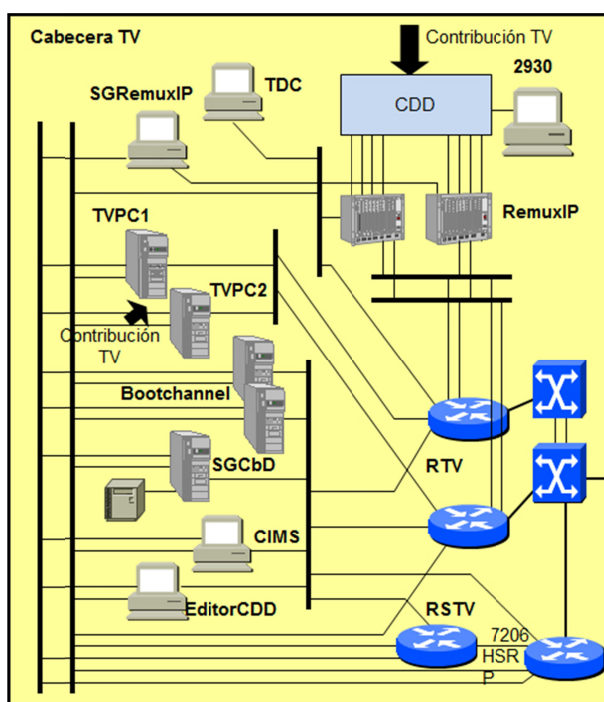 Cabecera TV
Contribución TV
2930
TDC
SGRemuxIP
CDD
RemuxIP
TVPC1
TVPC2
Contribución
TV
Bootchannel
RTV
SGCbD
CIMS
EditorCDD
RSTV
7206
HSR
P